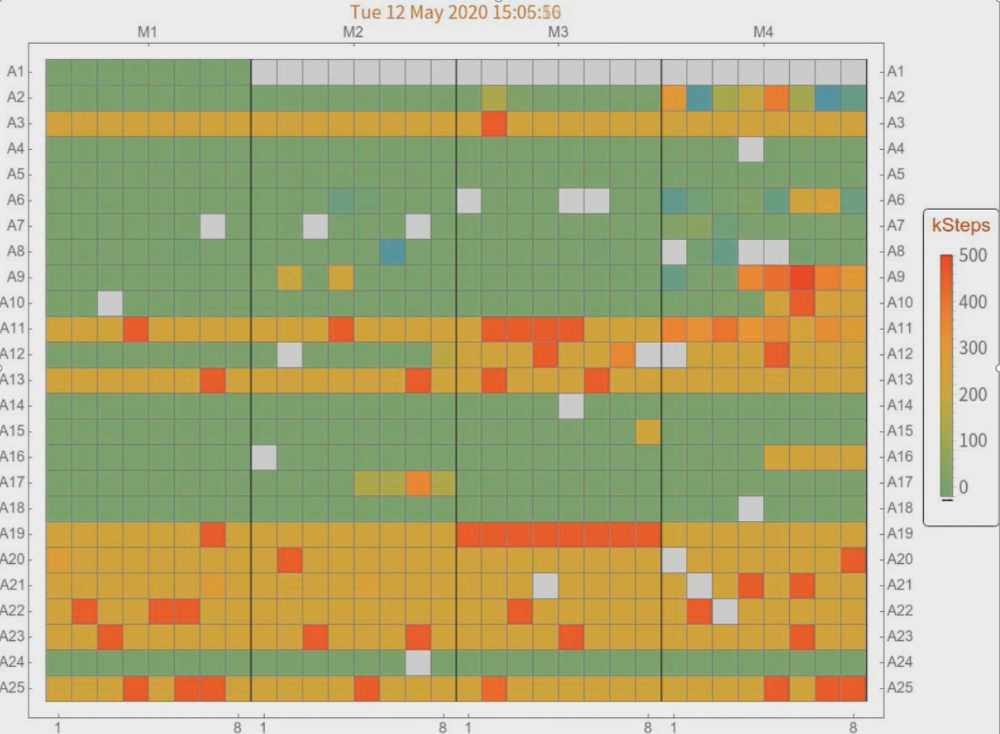 Tue 12 May 2020 15:05:
M1 M2 M3 M4
A1 A1
A2 A2
A3 A3
A4 A4
A5 A5
A6 A6
A7 A7
A8 A8
A9 A9
A10 A10
A11 A11
A12 A12
A13 A13
A14 A14
A15 A15
A16 A16
A17 A17
A18 A18
A19 A19
A20 A20
A21 A21
A22 A22
A23 A23
A24 A24
A25 A25
1 8 1 8 1 8 1 8
kSteps
500
400
300
200
100
0